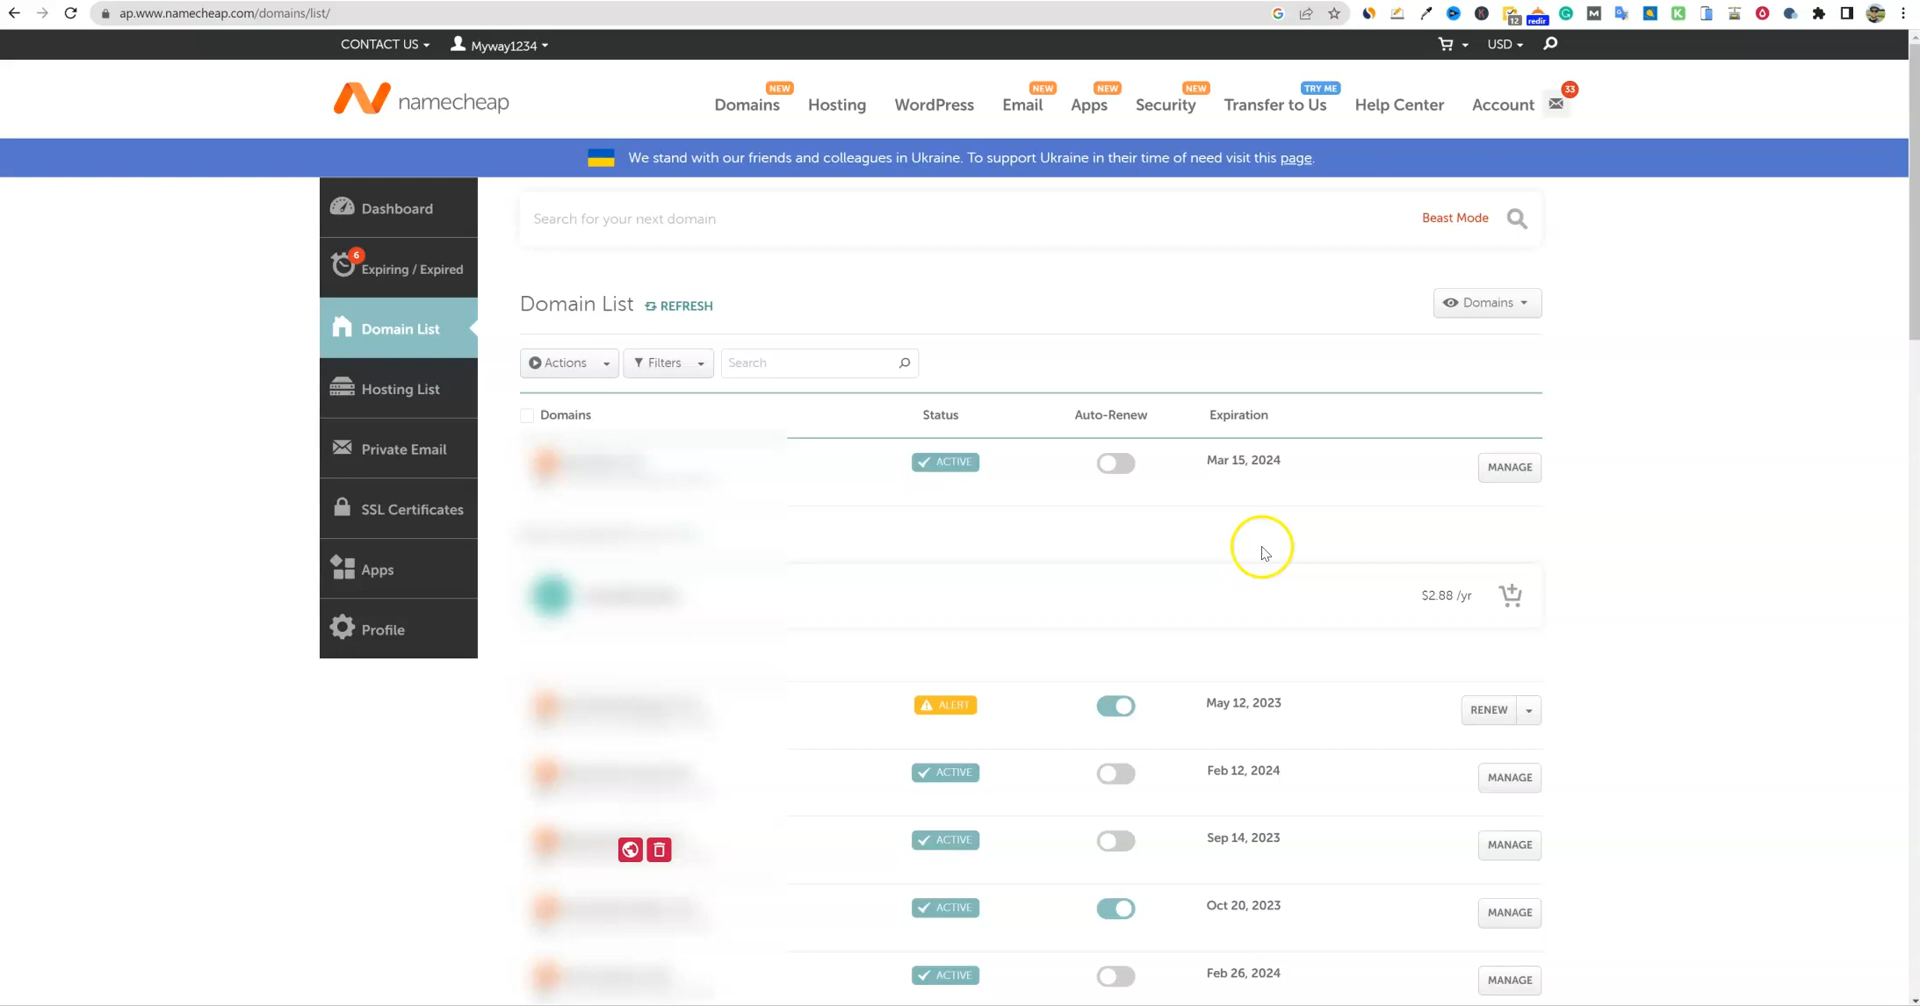 ap.www.namecheap.com/domains/list/
12
redir
CONTACT US
Myway1234
USD
namecheap
Domains NEW
Hosting
WordPress
Email NEW
Apps NEW
Security NEW
Transfer to Us TRY ME
Help Center
Account
33
We stand with our friends and colleagues in Ukraine. To support Ukraine in their time of need visit this page.
Dashboard
6
Expiring / Expired
Domain List
Hosting List
Private Email
SSL Certificates
Apps
Profile
Search for your next domain
Beast Mode
Domain List REFRESH
Domains
Actions
Filters
Search
Domains Status Auto-Renew Expiration
ACTIVE Mar 15, 2024 MANAGE
$2.88 /yr
ALERT May 12, 2023 RENEW
ACTIVE Feb 12, 2024 MANAGE
ACTIVE Sep 14, 2023 MANAGE
ACTIVE Oct 20, 2023 MANAGE
ACTIVE Feb 26, 2024 MANAGE